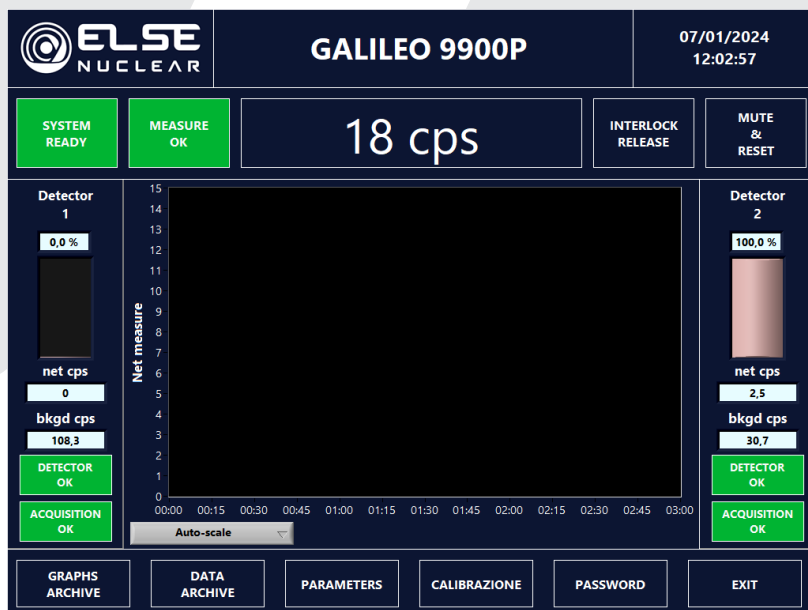 ELSE
NUCLEAR
GALILEO 9900P
07/01/2024
12:02:57
SYSTEM
READY
MEASURE
OK
18 cps
INTERLOCK
RELEASE
MUTE
&
RESET
Detector
1
0,0 %
net cps
0
bkgd cps
108,3
DETECTOR
OK
ACQUISITION
OK
Net measure
15
14
13
12
11
10
9
8
7
6
5
4
3
2
1
0
00:00 00:15 00:30 00:45 01:00 01:15 01:30 01:45 02:00 02:15 02:30 02:45 03:00
Auto-scale
Detector
2
100,0 %
net cps
2,5
bkgd cps
30,7
DETECTOR
OK
ACQUISITION
OK
GRAPHS
ARCHIVE
DATA
ARCHIVE
PARAMETERS
CALIBRAZIONE
PASSWORD
EXIT